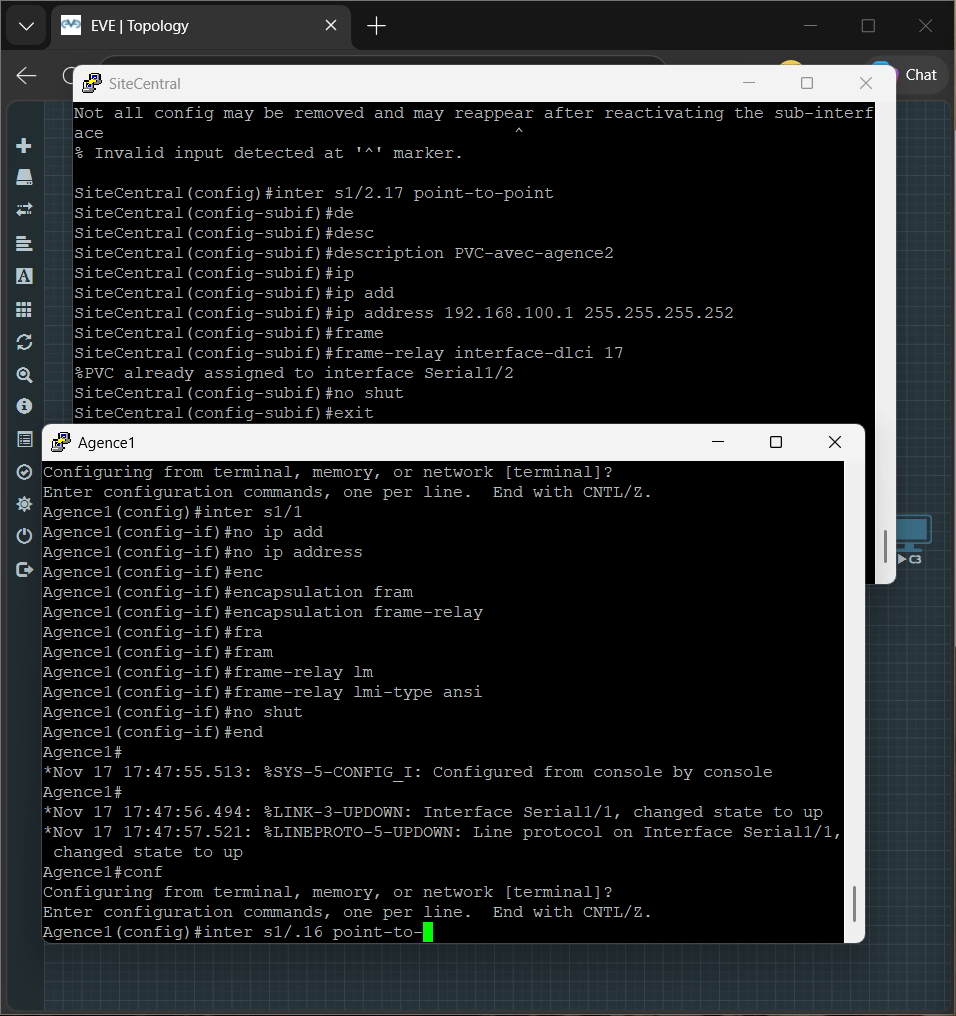 EVE | Topology
Chat
SiteCentral
Not all config may be removed and may reappear after reactivating the sub-interf
ace                                       ^
% Invalid input detected at '^' marker.
SiteCentral(config)#inter s1/2.17 point-to-point
SiteCentral(config-subif)#de
SiteCentral(config-subif)#desc
SiteCentral(config-subif)#description PVC-avec-agence2
SiteCentral(config-subif)#ip
SiteCentral(config-subif)#ip add
SiteCentral(config-subif)#ip address 192.168.100.1 255.255.255.252
SiteCentral(config-subif)#frame
SiteCentral(config-subif)#frame-relay interface-dlci 17
%PVC already assigned to interface Serial1/2
SiteCentral(config-subif)#no shut
SiteCentral(config-subif)#exit
Agence1
Configuring from terminal, memory, or network [terminal]?
Enter configuration commands, one per line.  End with CNTL/Z.
Agence1(config)#inter s1/1
Agence1(config-if)#no ip add
Agence1(config-if)#no ip address
Agence1(config-if)#enc
Agence1(config-if)#encapsulation fram
Agence1(config-if)#encapsulation frame-relay
Agence1(config-if)#fra
Agence1(config-if)#fram
Agence1(config-if)#frame-relay lm
Agence1(config-if)#frame-relay lmi-type ansi
Agence1(config-if)#no shut
Agence1(config-if)#end
Agence1#
*Nov 17 17:47:55.513: %SYS-5-CONFIG_I: Configured from console by console
Agence1#
*Nov 17 17:47:56.494: %LINK-3-UPDOWN: Interface Serial1/1, changed state to up
*Nov 17 17:47:57.521: %LINEPROTO-5-UPDOWN: Line protocol on Interface Serial1/1,
 changed state to up
Agence1#conf
Configuring from terminal, memory, or network [terminal]?
Enter configuration commands, one per line.  End with CNTL/Z.
Agence1(config)#inter s1/.16 point-to-
C3